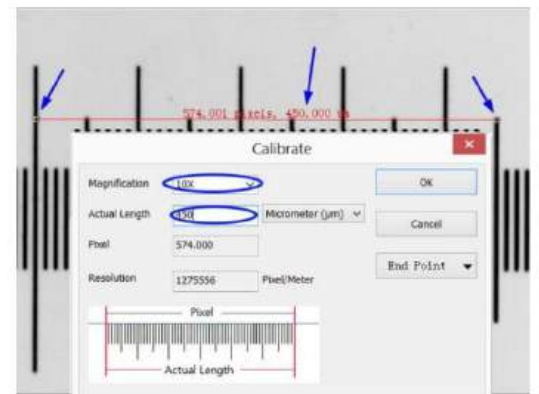 574.001 pixels, 450.000 um
Calibrate
Magnification 10X
OK
Actual Length 450 Micrometer (μm)
Cancel
Pixel 574.000
End Point
Resolution 1275556 Pixel/Meter
Pixel
Actual Length